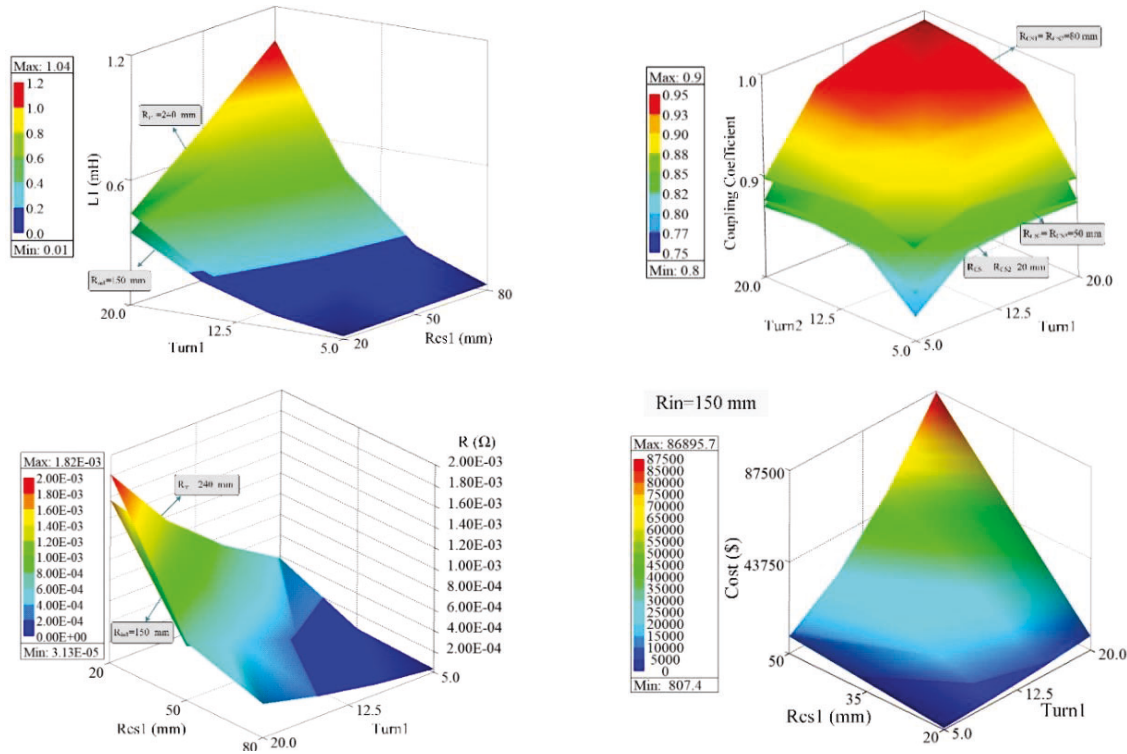 Max: 1.04
1.2
1.0
0.8
0.6
0.4
0.2
0.0
Min: 0.01
1.2
0.6
L1 (mH)
=240 mm
=150 mm
20.0
12.5
5.0
Turn1
20
50
80
Rcs1 (mm)
Max: 0.9
0.95
0.93
0.90
0.88
0.85
0.82
0.80
0.77
0.75
Min: 0.8
1.0
0.9
Coupling Coefficient
=80 mm
=50 mm
20 mm
20.0
12.5
5.0
Turn2
5.0
12.5
20.0
Turn1
Max: 1.82E-03
2.00E-03
1.80E-03
1.60E-03
1.40E-03
1.20E-03
1.00E-03
8.00E-04
6.00E-04
4.00E-04
2.00E-04
0.00E+00
Min: 3.13E-05
240 mm
=150 mm
R (Ω)
2.00E-03
1.80E-03
1.60E-03
1.40E-03
1.20E-03
1.00E-03
8.00E-04
6.00E-04
4.00E-04
2.00E-04
20
50
80
Rcs1 (mm)
20.0
12.5
5.0
Turn1
Rin=150 mm
Max: 86895.7
87500
85000
80000
75000
70000
65000
60000
55000
50000
45000
40000
35000
30000
25000
20000
15000
10000
5000
0
Min: 807.4
87500
43750
Cost ($)
50
35
20
Rcs1 (mm)
5.0
12.5
20.0
Turn1